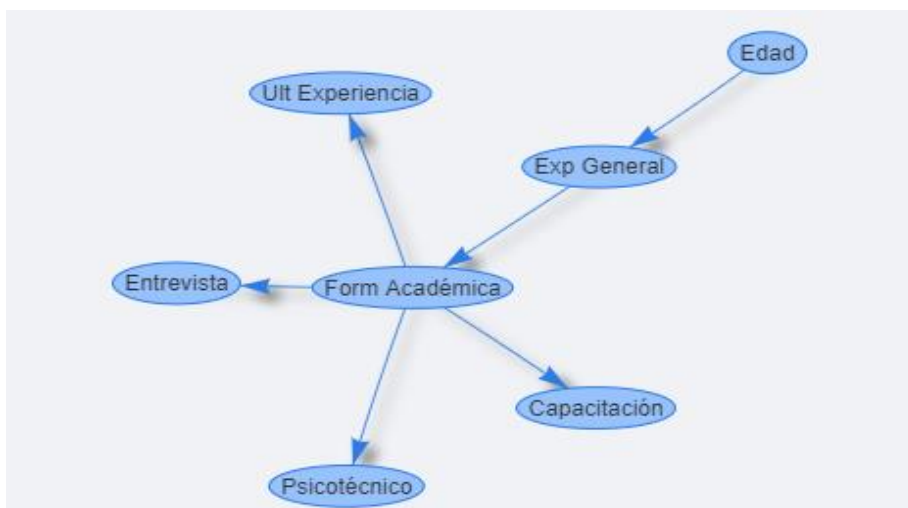 Edad
Ult Experiencia
Exp General
Entrevista
Form Académica
Capacitación
Psicotécnico